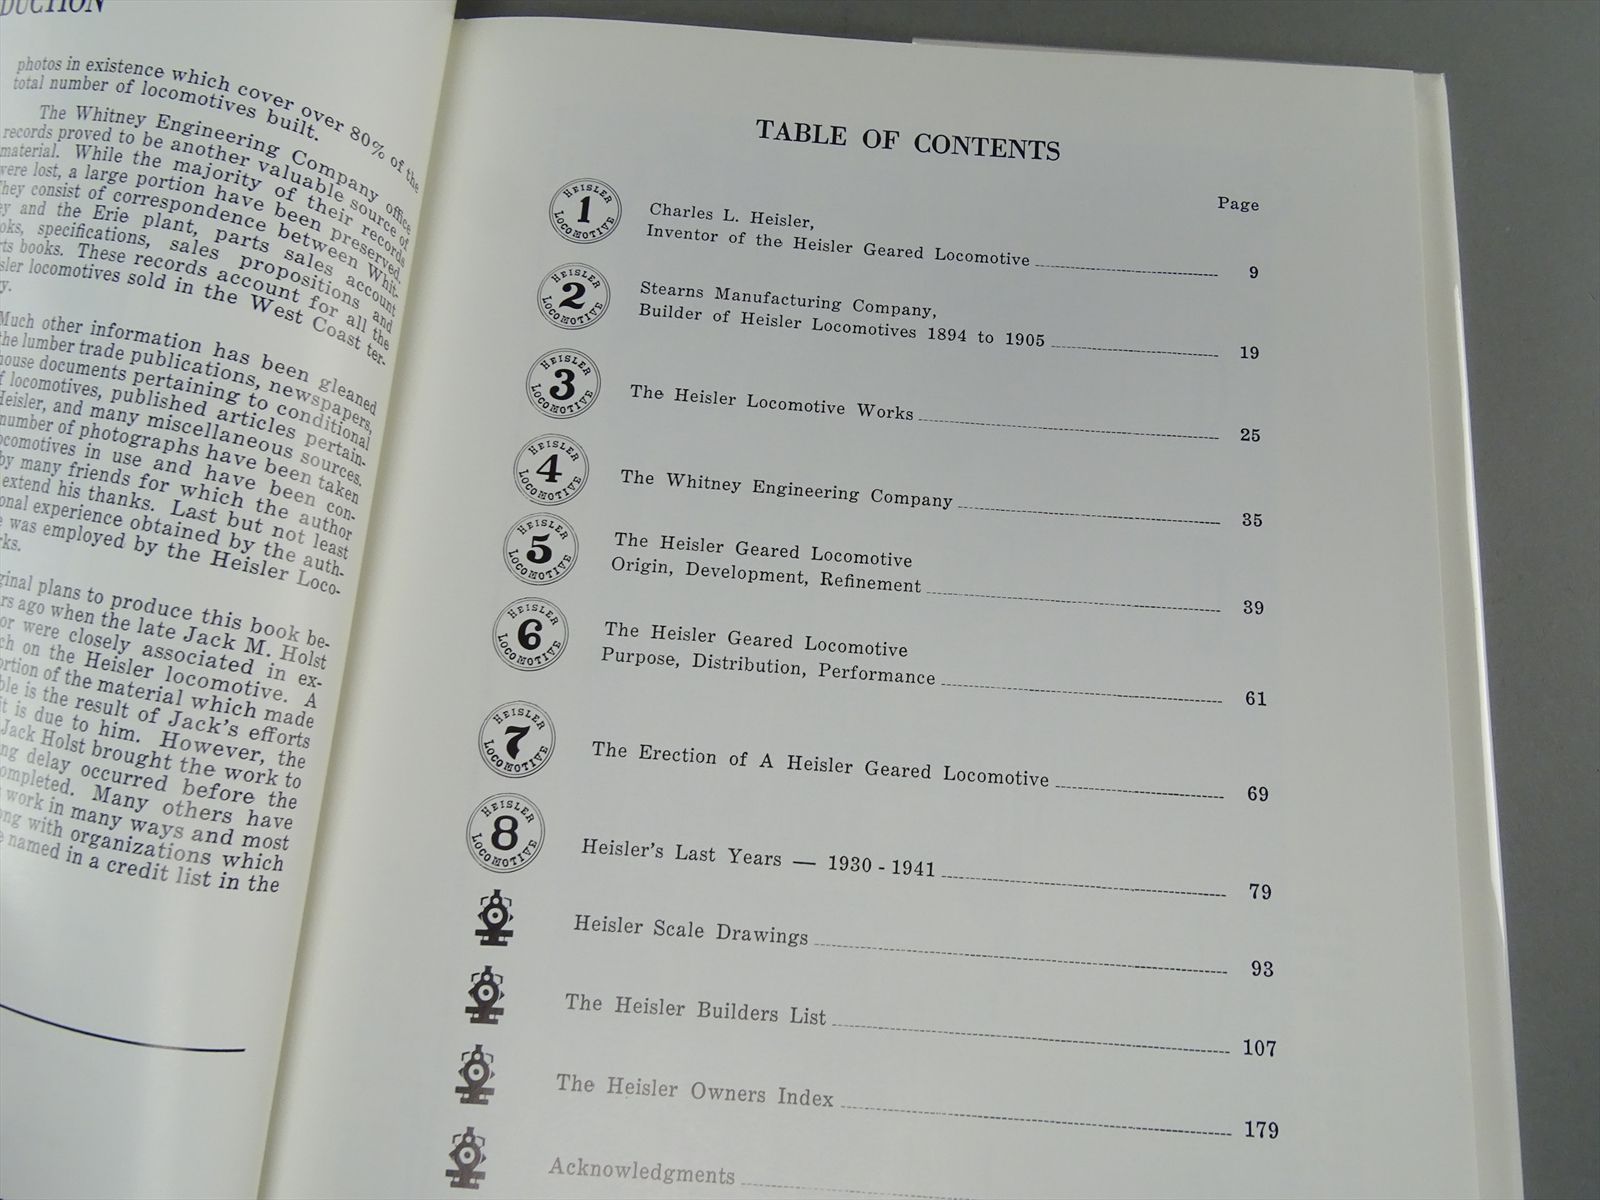 DUCTION
photos in existence which cover over 80% of the
total number of locomotives built.
The Whitney Engineering Company office
records proved to be another valuable source of
material. While the majority of their records
were lost, a large portion have been preserved.
They consist of correspondence between Whit-
and the Erie plant, parts sales account
specifications, sales propositions and
books. These records account for all the
locomotives sold in the West Coast ter-
Much other information has been gleaned
the lumber trade publications, newspapers,
house documents pertaining to conditional
locomotives, published articles pertain-
Heisler, and many miscellaneous sources.
number of photographs have been taken
locomotives in use and have been con-
by many friends for which the author
extend his thanks. Last but not least
experience obtained by the auth-
was employed by the Heisler Loco-
plans to produce this book be-
ago when the late Jack M. Holst
were closely associated in ex-
on the Heisler locomotive. A
portion of the material which made
is the result of Jack's efforts
it is due to him. However, the
Jack Holst brought the work to
delay occurred before the
completed. Many others have
work in many ways and most
with organizations which
named in a credit list in the
TABLE OF CONTENTS
Page
HEISLER 1 LOCOMOTIVE
Charles L. Heisler,
Inventor of the Heisler Geared Locomotive 9
HEISLER 2 LOCOMOTIVE
Stearns Manufacturing Company,
Builder of Heisler Locomotives 1894 to 1905 19
HEISLER 3 LOCOMOTIVE
The Heisler Locomotive Works 25
HEISLER 4 LOCOMOTIVE
The Whitney Engineering Company 35
HEISLER 5 LOCOMOTIVE
The Heisler Geared Locomotive
Origin, Development, Refinement 39
HEISLER 6 LOCOMOTIVE
The Heisler Geared Locomotive
Purpose, Distribution, Performance 61
HEISLER 7 LOCOMOTIVE
The Erection of A Heisler Geared Locomotive 69
HEISLER 8 LOCOMOTIVE
Heisler's Last Years — 1930 - 1941 79
Heisler Scale Drawings 93
The Heisler Builders List 107
The Heisler Owners Index 179
Acknowledgments